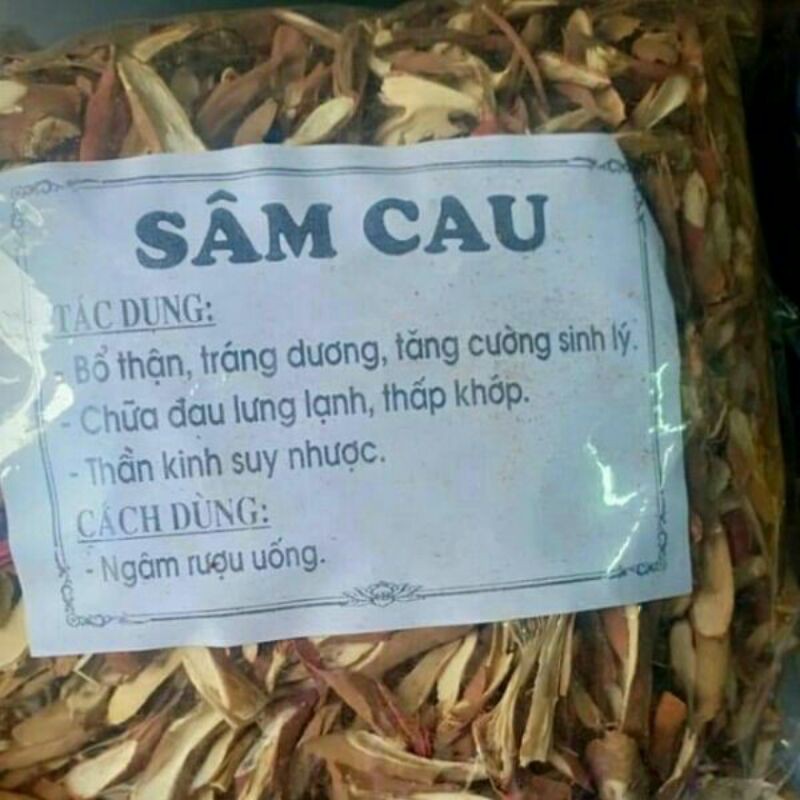 SÂM CAU
TÁC DỤNG:
- Bổ thận, tráng dương, tăng cường sinh lý.
- Chữa đau lưng lạnh, thấp khớp.
- Thần kinh suy nhược.
CÁCH DÙNG:
- Ngâm rượu uống.